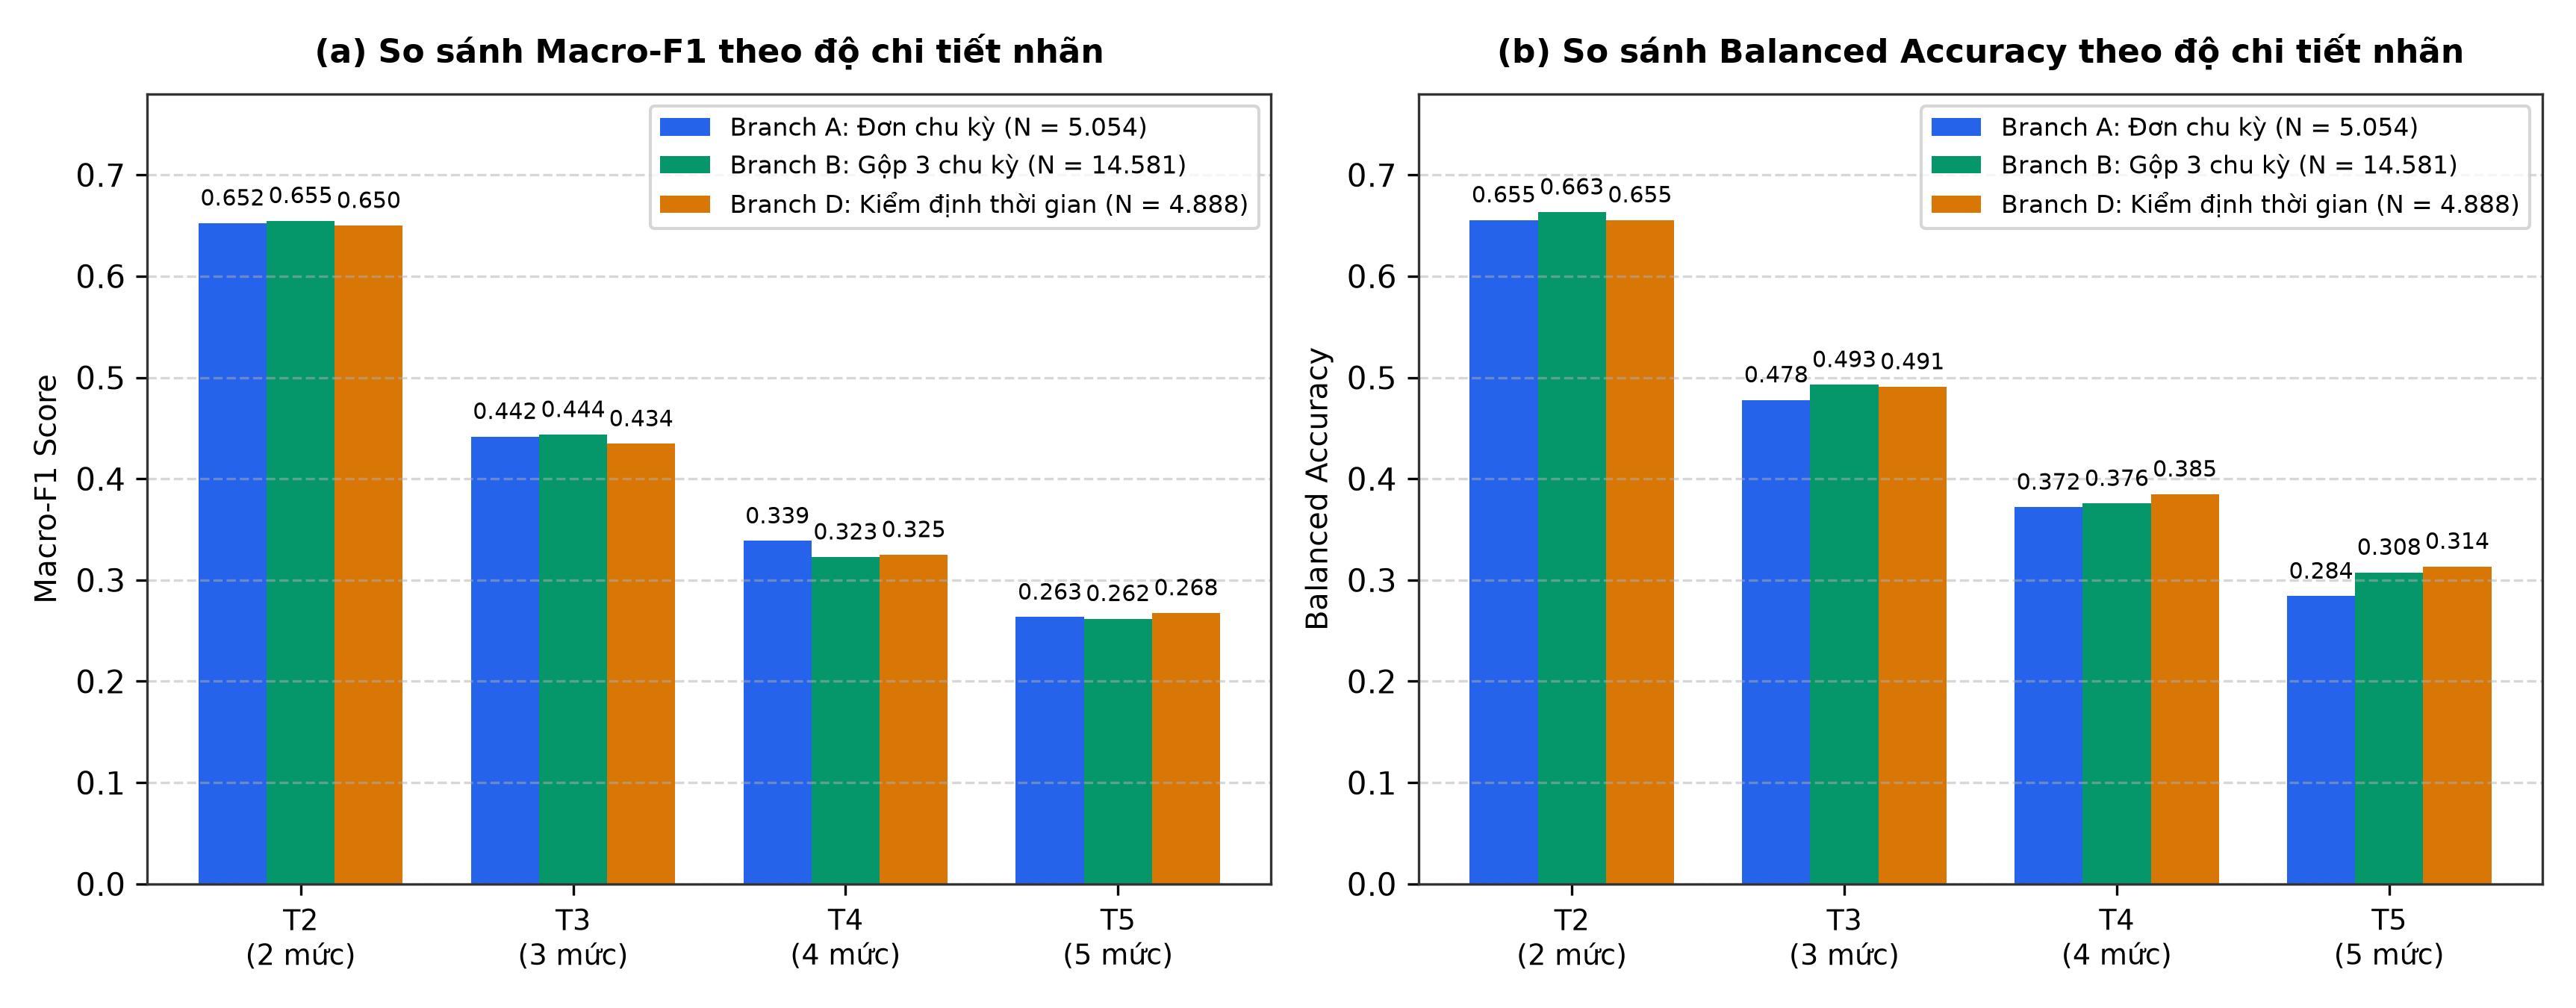 (a) So sánh Macro-F1 theo độ chi tiết nhãn
Macro-F1 Score
0.7
0.6
0.5
0.4
0.3
0.2
0.1
0.0
Branch A: Đơn chu kỳ (N = 5.054)
Branch B: Gộp 3 chu kỳ (N = 14.581)
Branch D: Kiểm định thời gian (N = 4.888)
0.652 0.655 0.650
0.442 0.444 0.434
0.339 0.323 0.325
0.263 0.262 0.268
T2 T3 T4 T5
(2 mức) (3 mức) (4 mức) (5 mức)
(b) So sánh Balanced Accuracy theo độ chi tiết nhãn
Balanced Accuracy
0.7
0.6
0.5
0.4
0.3
0.2
0.1
0.0
Branch A: Đơn chu kỳ (N = 5.054)
Branch B: Gộp 3 chu kỳ (N = 14.581)
Branch D: Kiểm định thời gian (N = 4.888)
0.655 0.663 0.655
0.478 0.493 0.491
0.372 0.376 0.385
0.284 0.308 0.314
T2 T3 T4 T5
(2 mức) (3 mức) (4 mức) (5 mức)